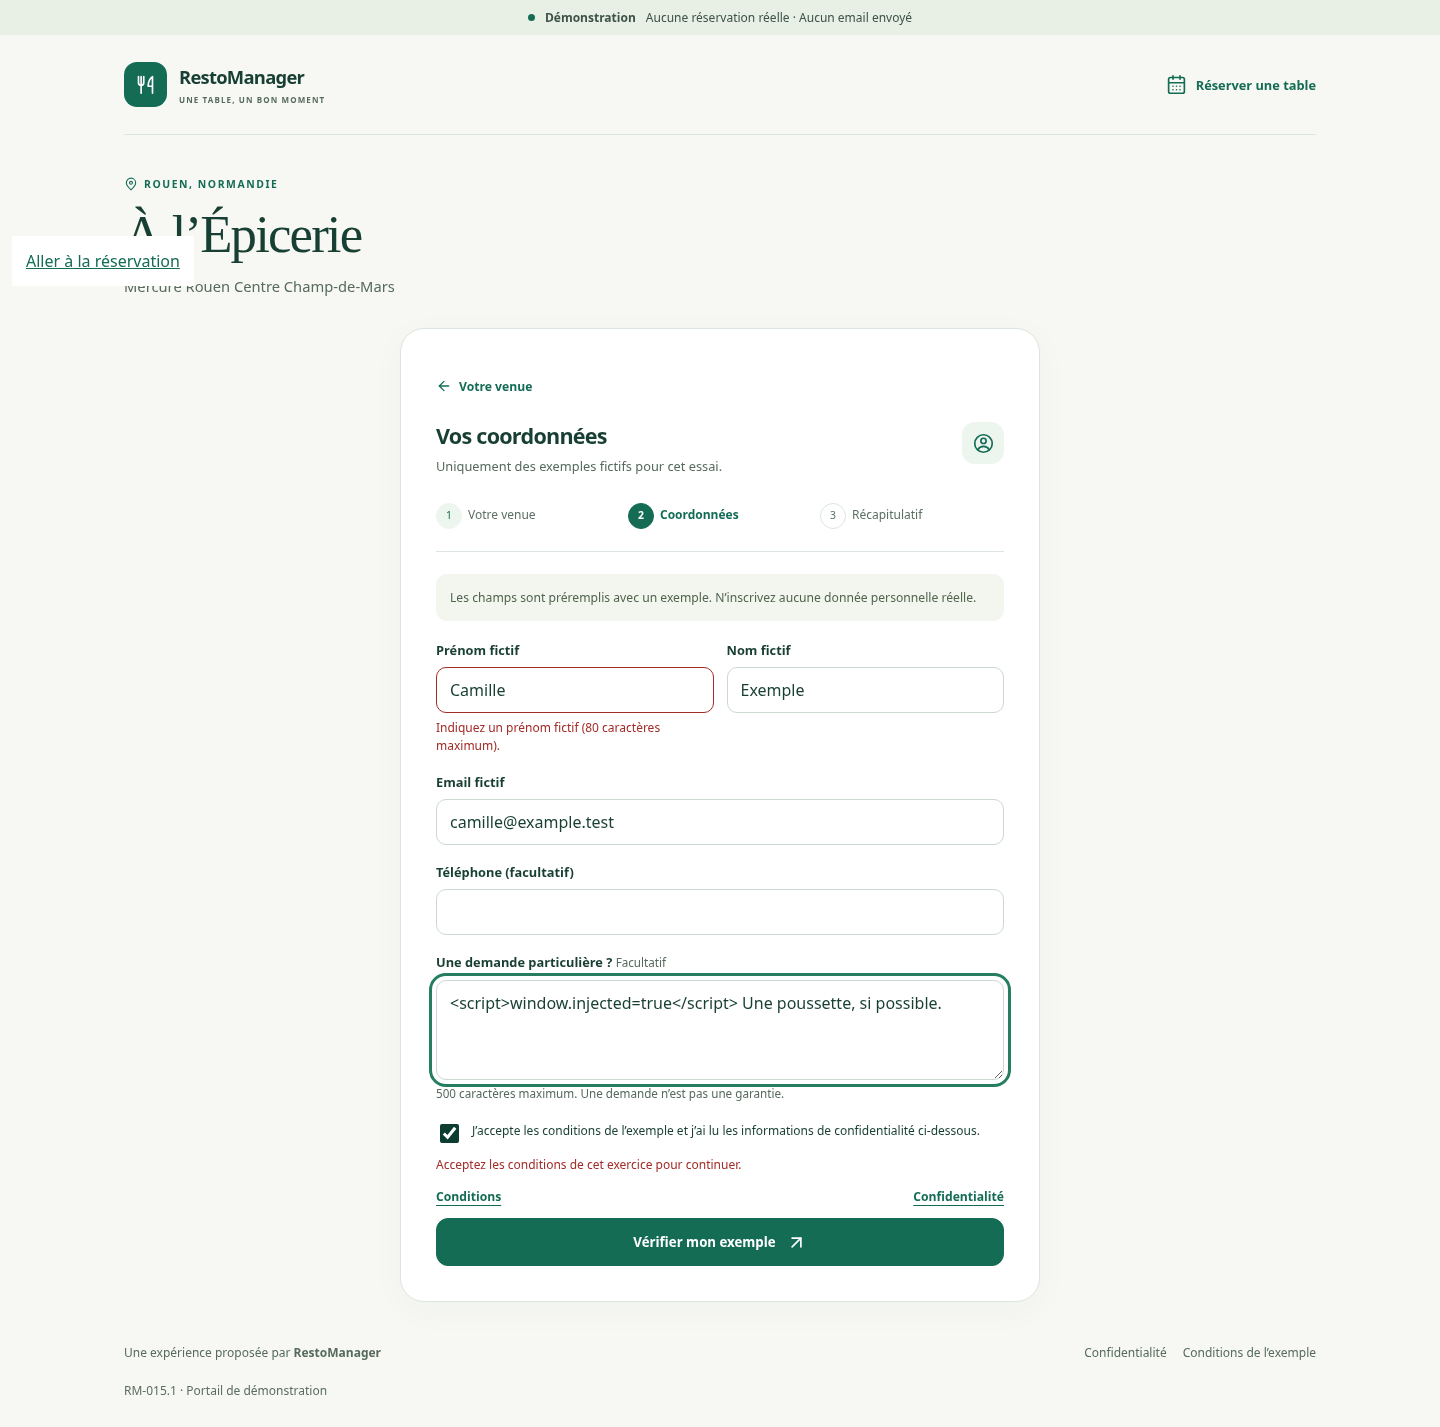 Démonstration Aucune réservation réelle · Aucun email envoyé
RestoManager
UNE TABLE, UN BON MOMENT
Réserver une table
ROUEN, NORMANDIE
À l’Épicerie
Aller à la réservation
Mercure Rouen Centre Champ-de-Mars
Votre venue
Vos coordonnées
Uniquement des exemples fictifs pour cet essai.
1 Votre venue
2 Coordonnées
3 Récapitulatif
Les champs sont préremplis avec un exemple. N’inscrivez aucune donnée personnelle réelle.
Prénom fictif
Nom fictif
Camille
Exemple
Indiquez un prénom fictif (80 caractères
maximum).
Email fictif
camille@example.test
Téléphone (facultatif)
Une demande particulière ? Facultatif
<script>window.injected=true</script> Une poussette, si possible.
500 caractères maximum. Une demande n’est pas une garantie.
J’accepte les conditions de l’exemple et j’ai lu les informations de confidentialité ci-dessous.
Acceptez les conditions de cet exercice pour continuer.
Conditions
Confidentialité
Vérifier mon exemple
Une expérience proposée par RestoManager
Confidentialité
Conditions de l’exemple
RM-015.1 · Portail de démonstration